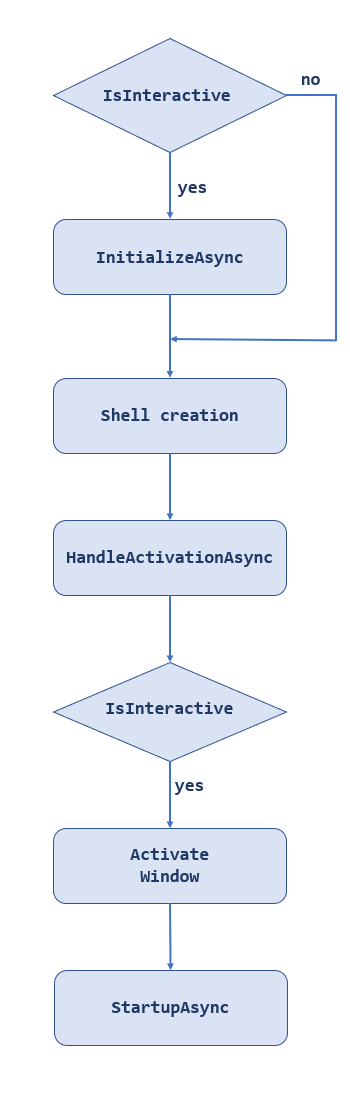 IsInteractive
no
yes
InitializeAsync
Shell creation
HandleActivationAsync
IsInteractive
yes
Activate
Window
StartupAsync